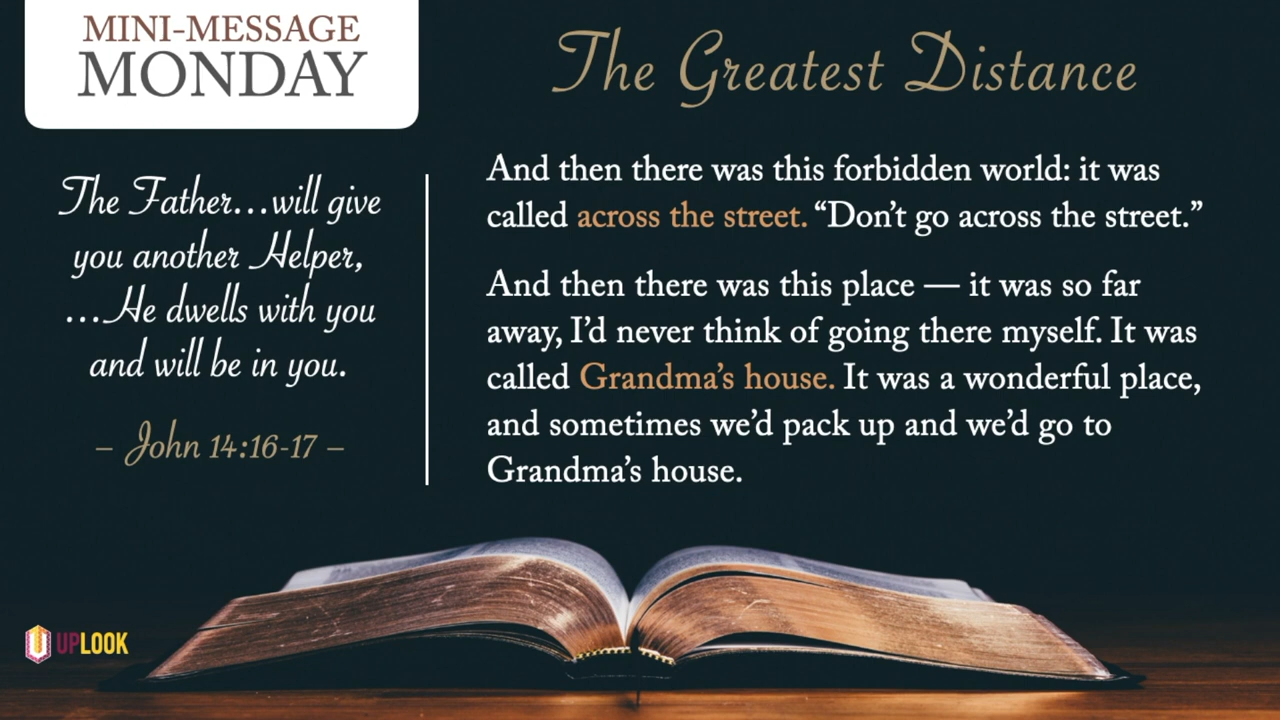 MINI-MESSAGE
MONDAY
The Greatest Distance
The Father...will give
you another Helper,
...He dwells with you
and will be in you.
– John 14:16-17 –
And then there was this forbidden world: it was
called across the street. “Don’t go across the street.”
And then there was this place — it was so far
away, I’d never think of going there myself. It was
called Grandma’s house. It was a wonderful place,
and sometimes we’d pack up and we’d go to
Grandma’s house.
UPLOOK